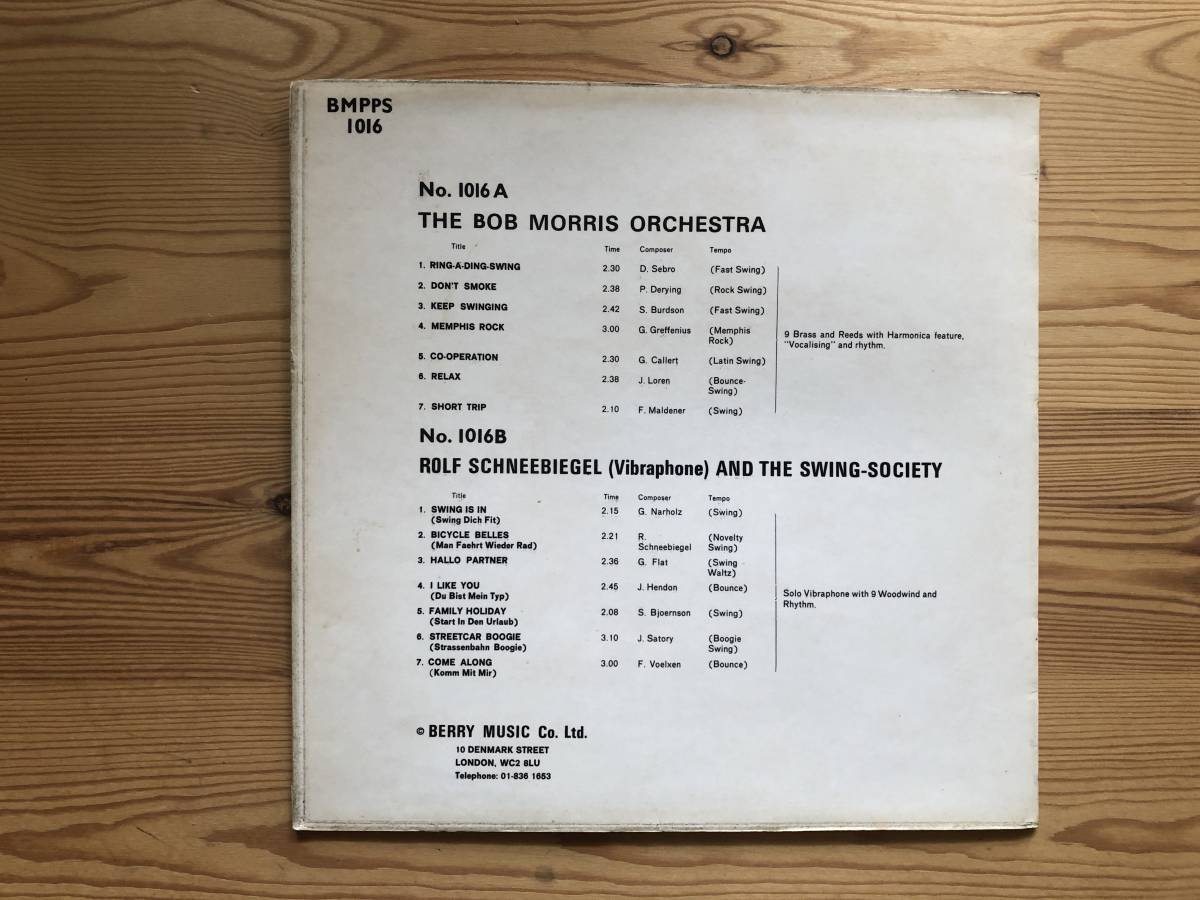 BMPPS
1016
No. 1016 A
THE BOB MORRIS ORCHESTRA
Title Time Composer Tempo
1. RING-A-DING-SWING 2.30 D. Sebro (Fast Swing)
2. DON'T SMOKE 2.38 P. Derying (Rock Swing)
3. KEEP SWINGING 2.42 S. Burdson (Fast Swing)
4. MEMPHIS ROCK 3.00 G. Greffenius (Memphis
Rock)
9 Brass and Reeds with Harmonica feature,
"Vocalising" and rhythm.
5. CO-OPERATION 2.30 G. Callert (Latin Swing)
6. RELAX 2.38 J. Loren (Bounce-
Swing)
7. SHORT TRIP 2.10 F. Maldener (Swing)
No. 1016B
ROLF SCHNEEBIEGEL (Vibraphone) AND THE SWING-SOCIETY
Title Time Composer Tempo
1. SWING IS IN 2.15 G. Narholz (Swing)
(Swing Dich Fit)
2. BICYCLE BELLES 2.21 R. (Novelty
(Man Faehrt Wieder Rad) Schneebiegel Swing)
3. HALLO PARTNER 2.36 G. Flat (Swing
Waltz)
4. I LIKE YOU 2.45 J. Hendon (Bounce)
(Du Bist Mein Typ)
Solo Vibraphone with 9 Woodwind and
Rhythm.
5. FAMILY HOLIDAY 2.08 S. Bjoernson (Swing)
(Start In Den Urlaub)
6. STREETCAR BOOGIE 3.10 J. Satory (Boogie
(Strassenbahn Boogie) Swing)
7. COME ALONG 3.00 F. Voelxen (Bounce)
(Komm Mit Mir)
© BERRY MUSIC Co. Ltd.
10 DENMARK STREET
LONDON, WC2 8LU
Telephone: 01-836 1653